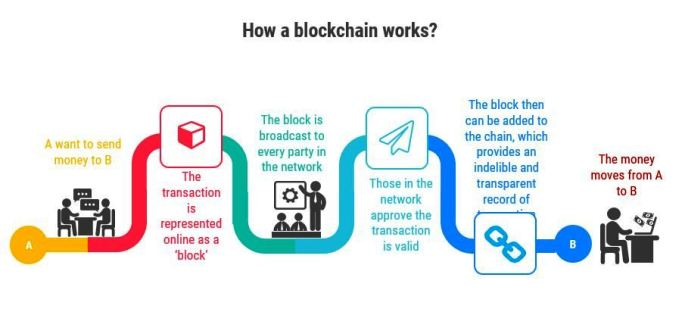 How a blockchain works?
A want to send
money to B
The
transaction
is
represented
online as a
'block'
The block is
broadcast to
every party in
the network
Those in the
network
approve the
transaction
is valid
The block then
can be added to
the chain, which
provides an
indelible and
transparent
record of
The money
moves from A
to B
A
B